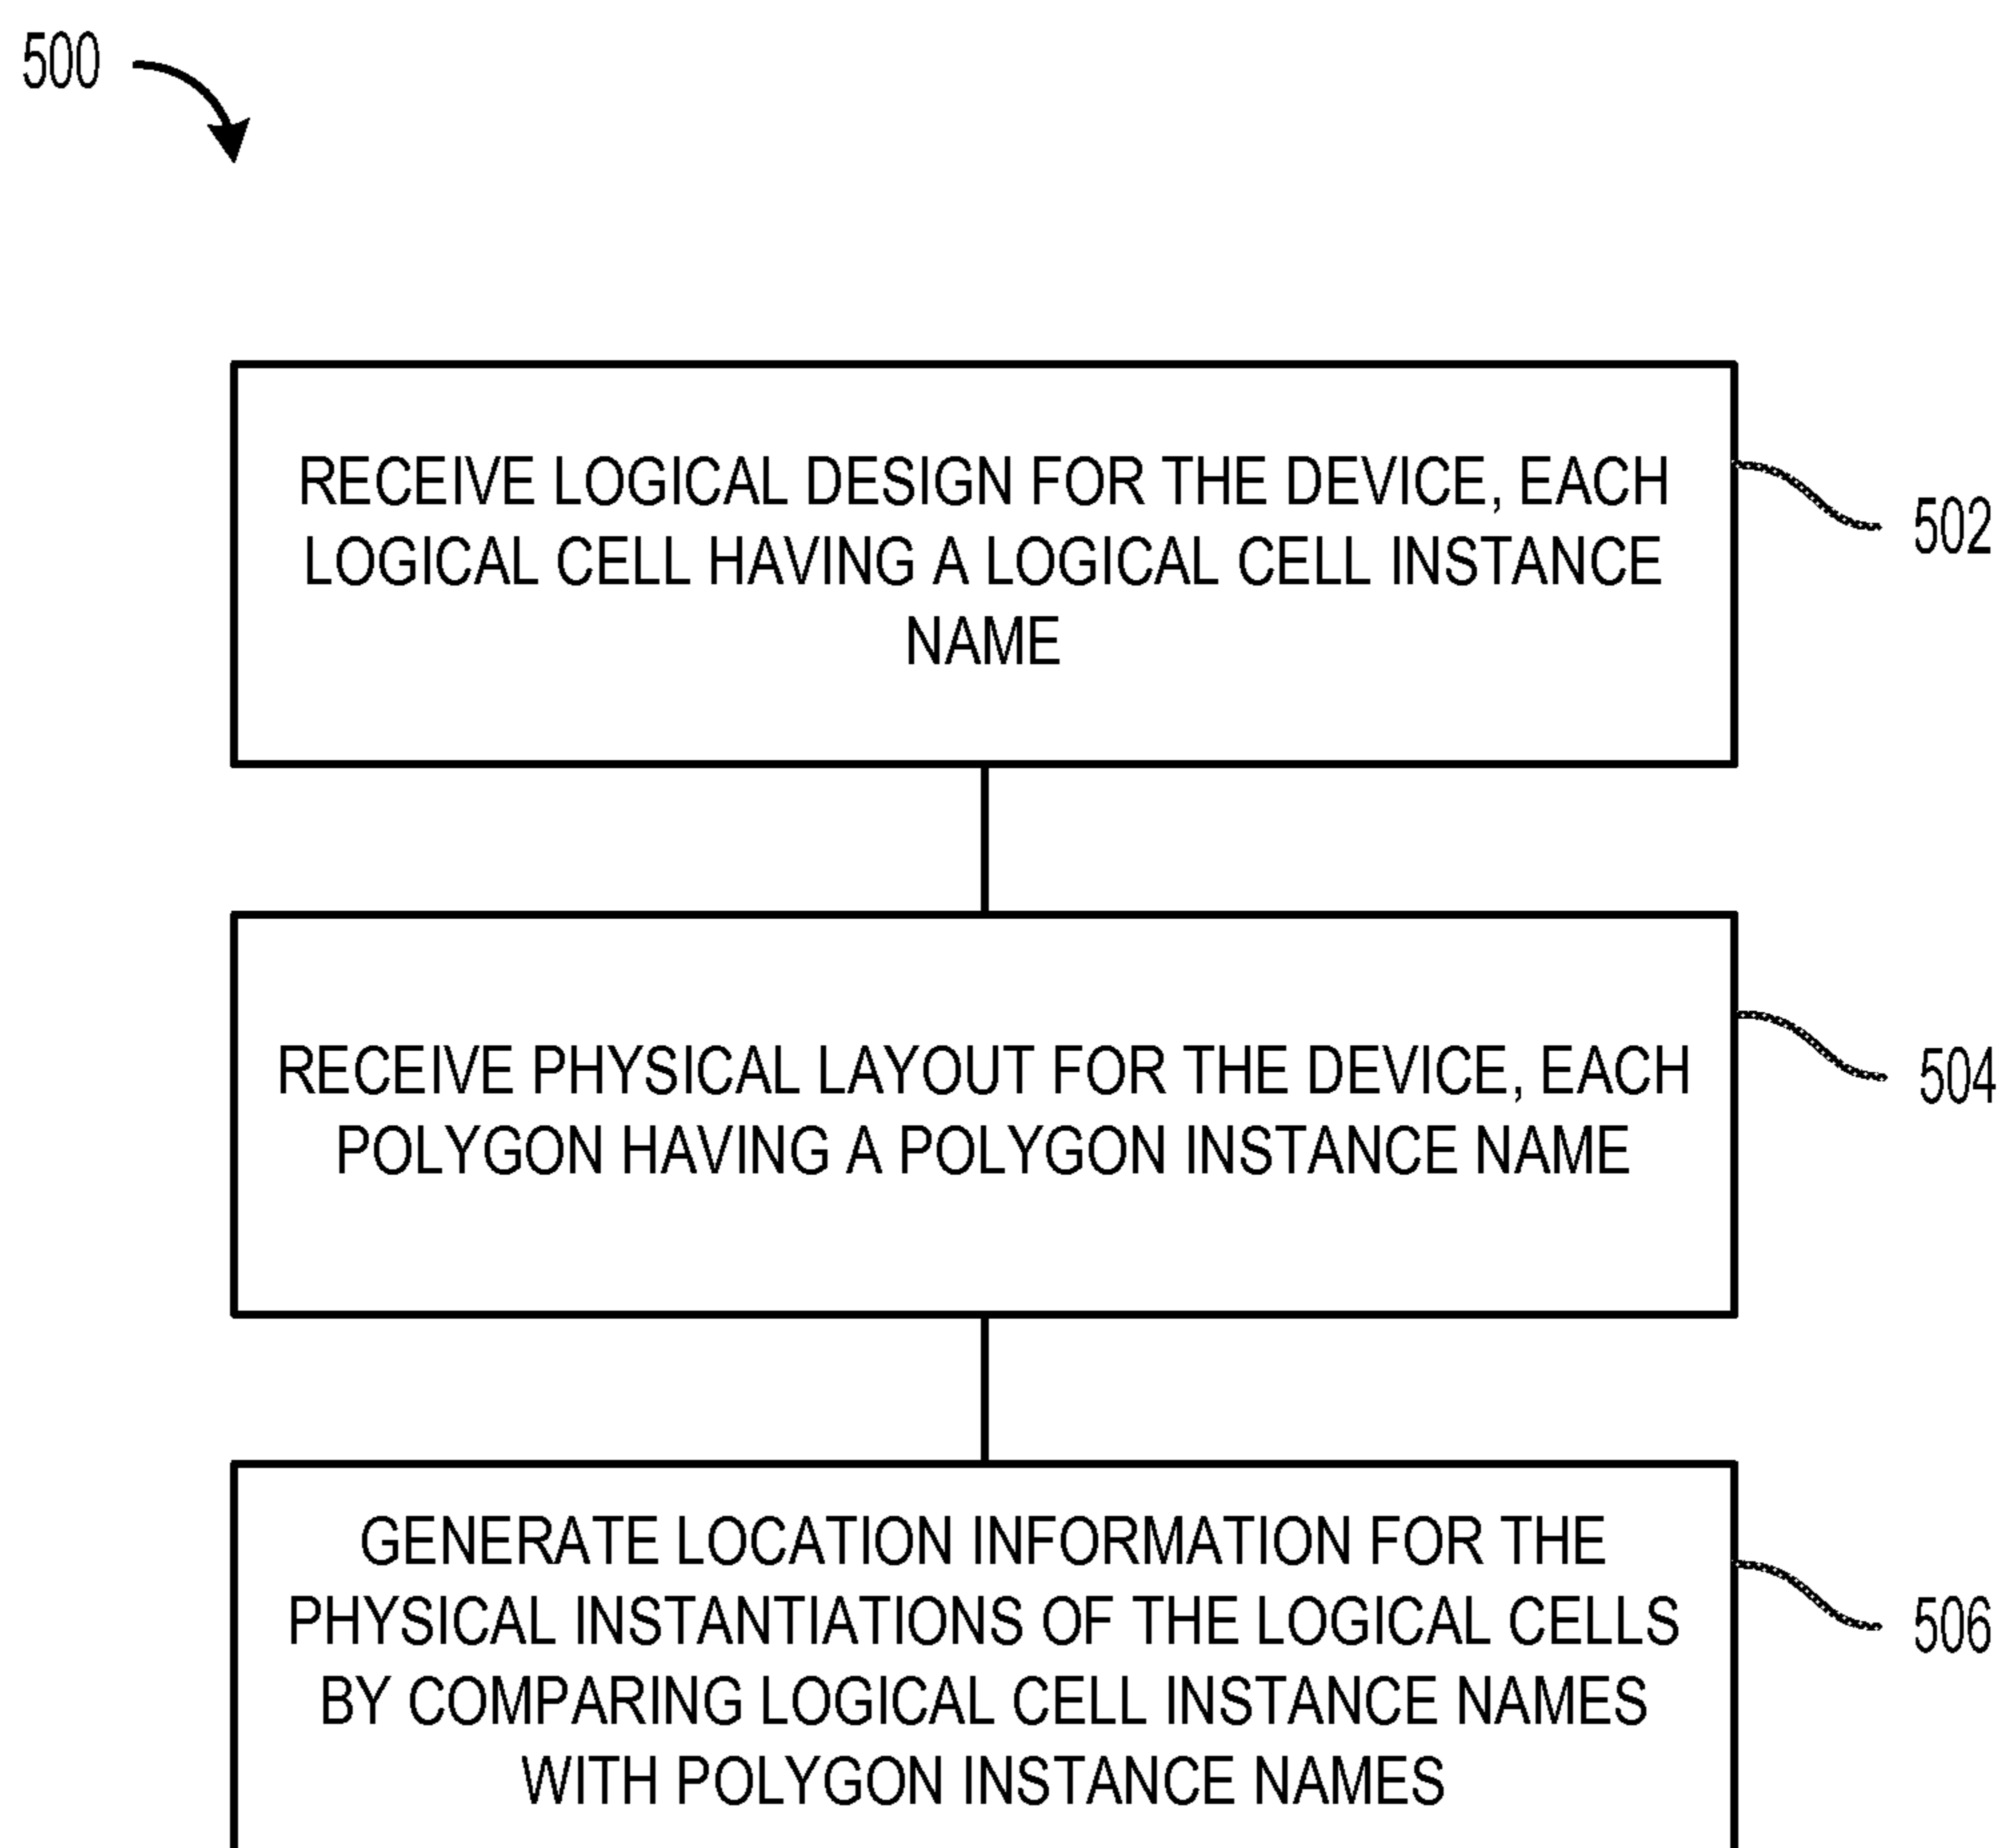 500
RECEIVE LOGICAL DESIGN FOR THE DEVICE, EACH
LOGICAL CELL HAVING A LOGICAL CELL INSTANCE
NAME
502
RECEIVE PHYSICAL LAYOUT FOR THE DEVICE, EACH
POLYGON HAVING A POLYGON INSTANCE NAME
504
GENERATE LOCATION INFORMATION FOR THE
PHYSICAL INSTANTIATIONS OF THE LOGICAL CELLS
BY COMPARING LOGICAL CELL INSTANCE NAMES
WITH POLYGON INSTANCE NAMES
506